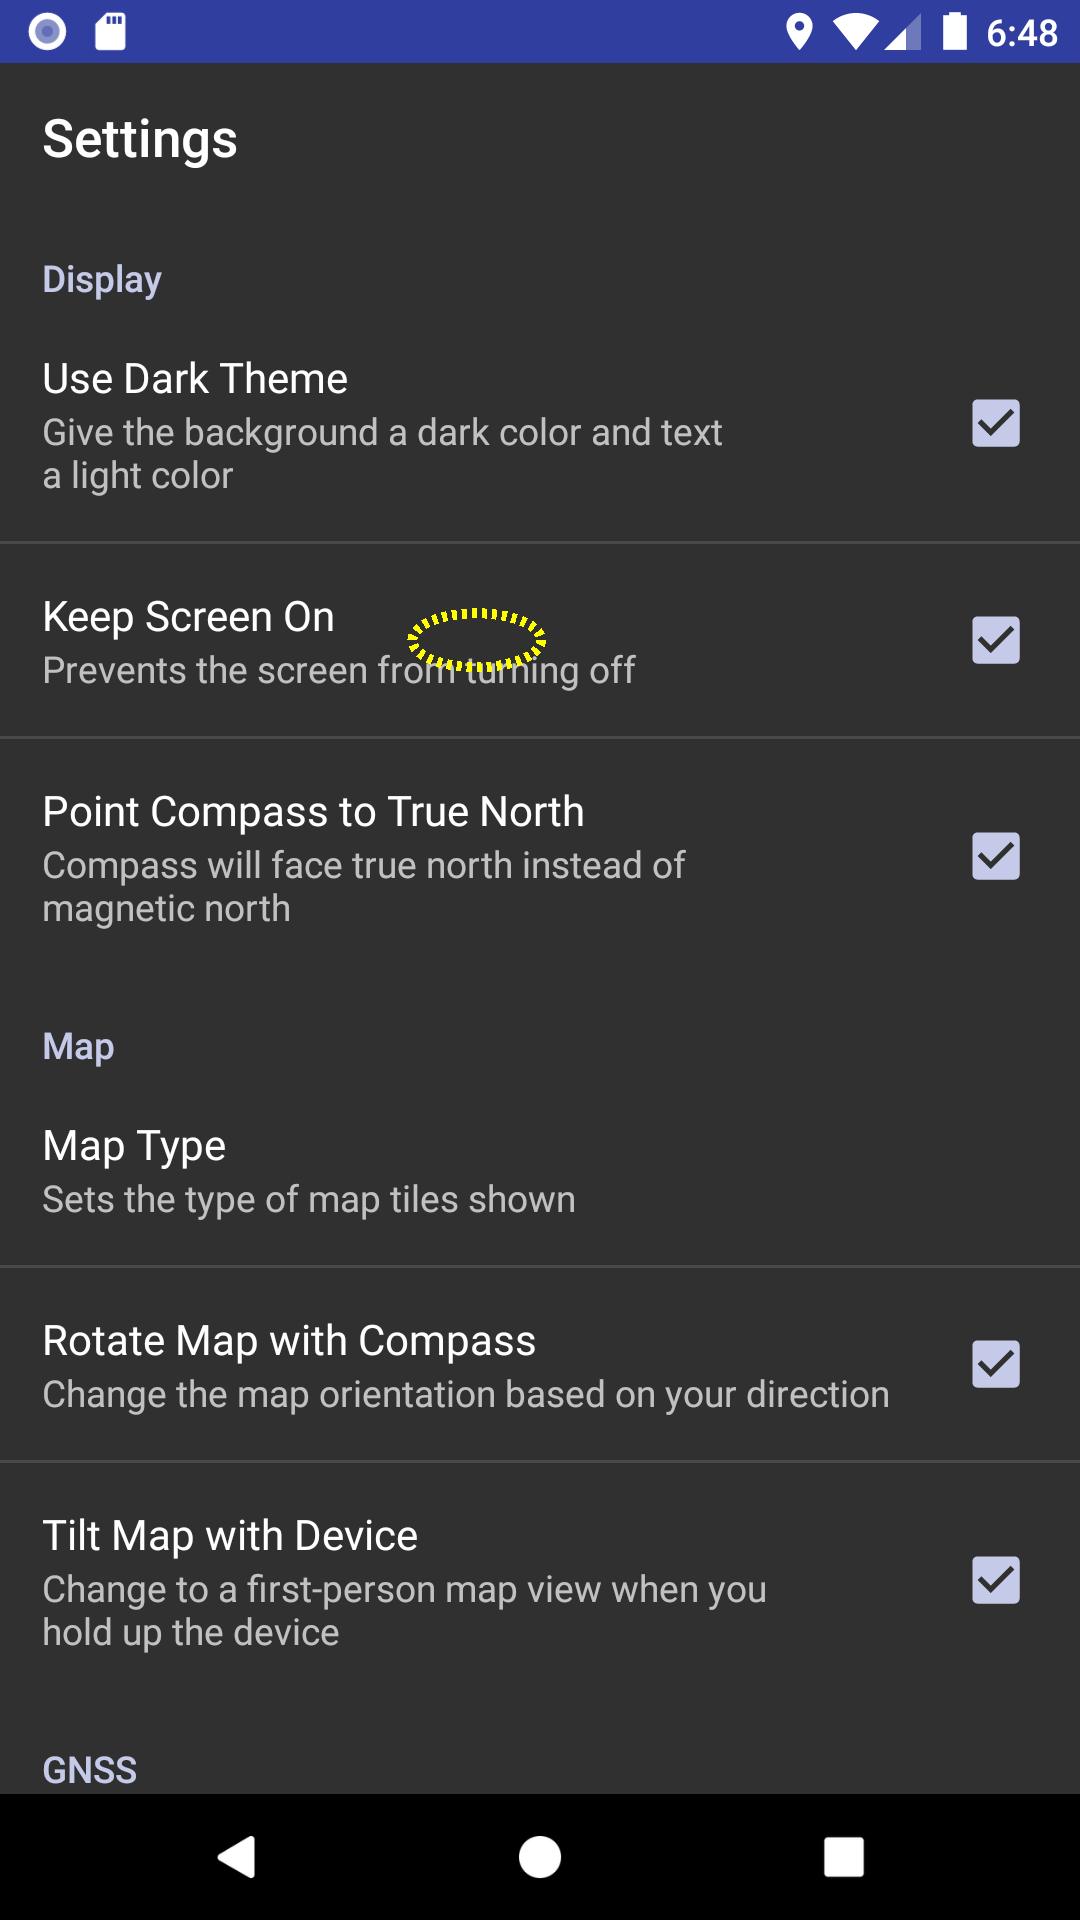 6:48
Settings
Display
Use Dark Theme
Give the background a dark color and text
a light color
Keep Screen On
Prevents the screen from turning off
Point Compass to True North
Compass will face true north instead of
magnetic north
Map
Map Type
Sets the type of map tiles shown
Rotate Map with Compass
Change the map orientation based on your direction
Tilt Map with Device
Change to a first-person map view when you
hold up the device
GNSS